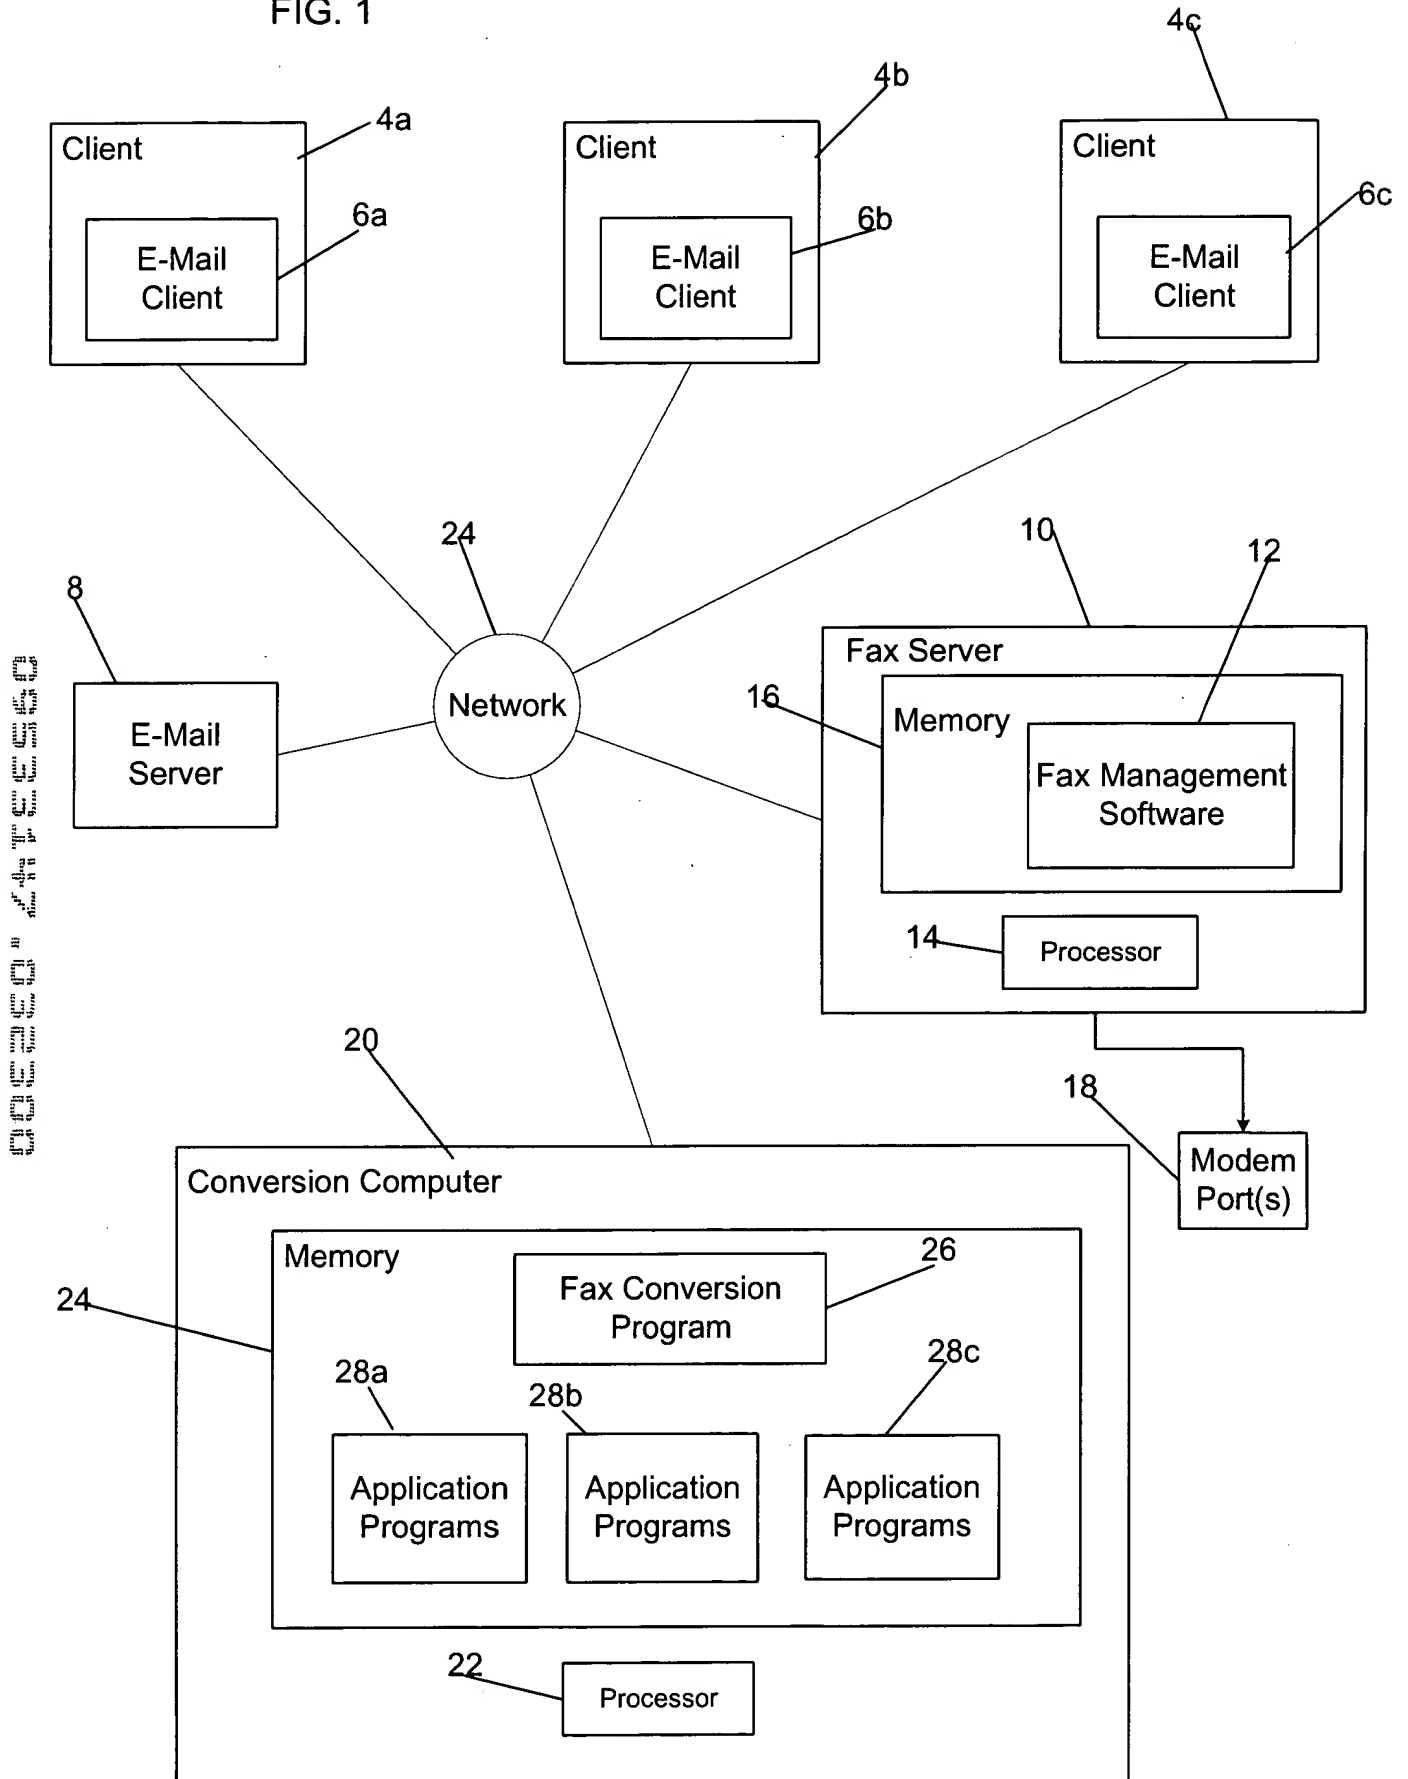 FIG. 1
4c
4b
4a
Client
Client
Client
6a
6b
6c
E-Mail
Client
E-Mail
Client
E-Mail
Client
24
10
12
8
Fax Server
16
Memory
Network
E-Mail
Server
Fax Management
Software
14
Processor
20
18
Modem
Port(s)
Conversion Computer
Memory
26
Fax Conversion
Program
24
28a
28b
28c
Application
Programs
Application
Programs
Application
Programs
22
Processor
09533147.032300